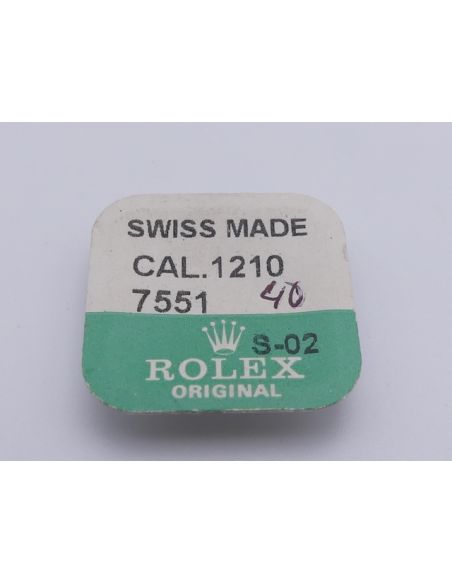 SWISS MADE
CAL.1210
7551 40
S-02
ROLEX
ORIGINAL